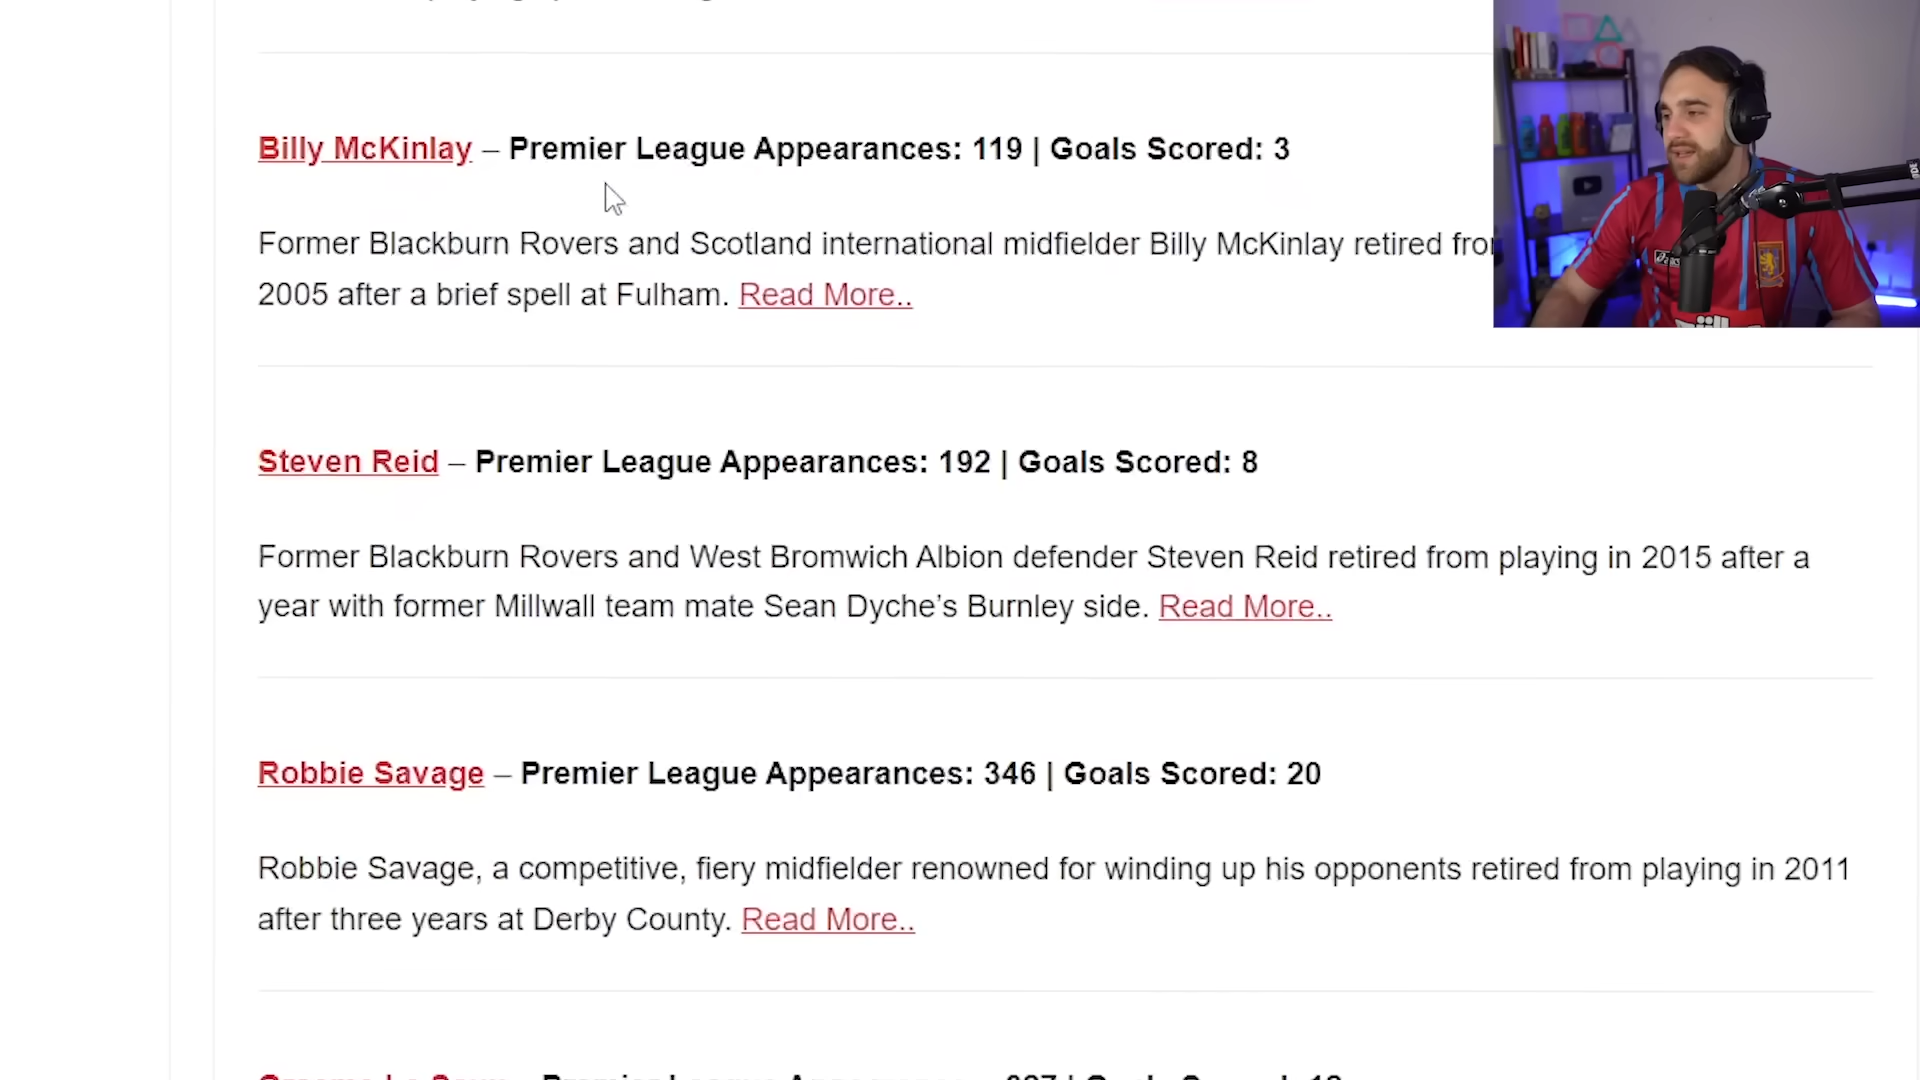 Billy McKinlay – Premier League Appearances: 119 | Goals Scored: 3
Former Blackburn Rovers and Scotland international midfielder Billy McKinlay retired
2005 after a brief spell at Fulham. Read More..
Steven Reid – Premier League Appearances: 192 | Goals Scored: 8
Former Blackburn Rovers and West Bromwich Albion defender Steven Reid retired from playing in 2015 after a
year with former Millwall team mate Sean Dyche’s Burnley side. Read More..
Robbie Savage – Premier League Appearances: 346 | Goals Scored: 20
Robbie Savage, a competitive, fiery midfielder renowned for winding up his opponents retired from playing in 2011
after three years at Derby County. Read More..